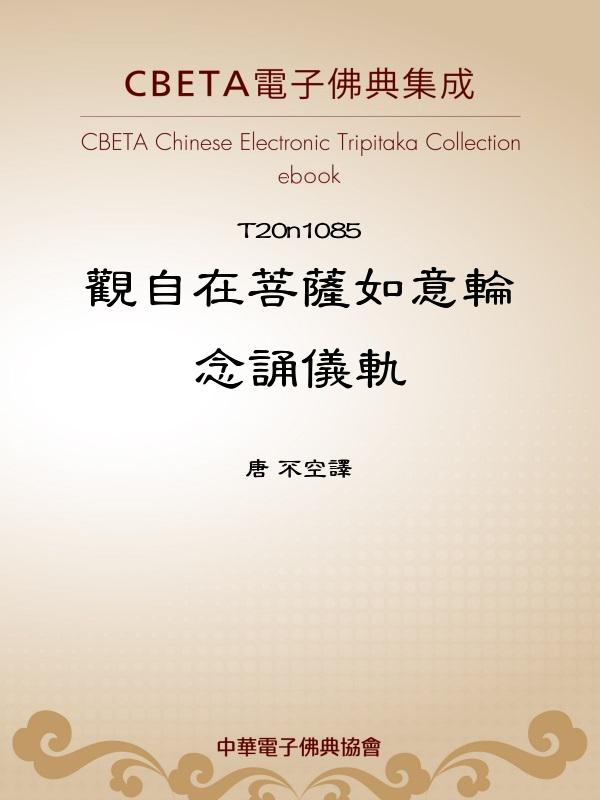 CBETA電子佛典集成
CBETA Chinese Electronic Tripitaka Collection
ebook
T20n1085
觀自在菩薩如意輪
念誦儀軌
唐 不空譯
中華電子佛典協會